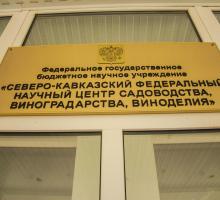 Федеральное государственное
бюджетное научное учреждение
«СЕВЕРО-КАВКАЗСКИЙ ФЕДЕРАЛЬНЫЙ
НАУЧНЫЙ ЦЕНТР САДОВОДСТВА,
ВИНОГРАДАРСТВА, ВИНОДЕЛИЯ»